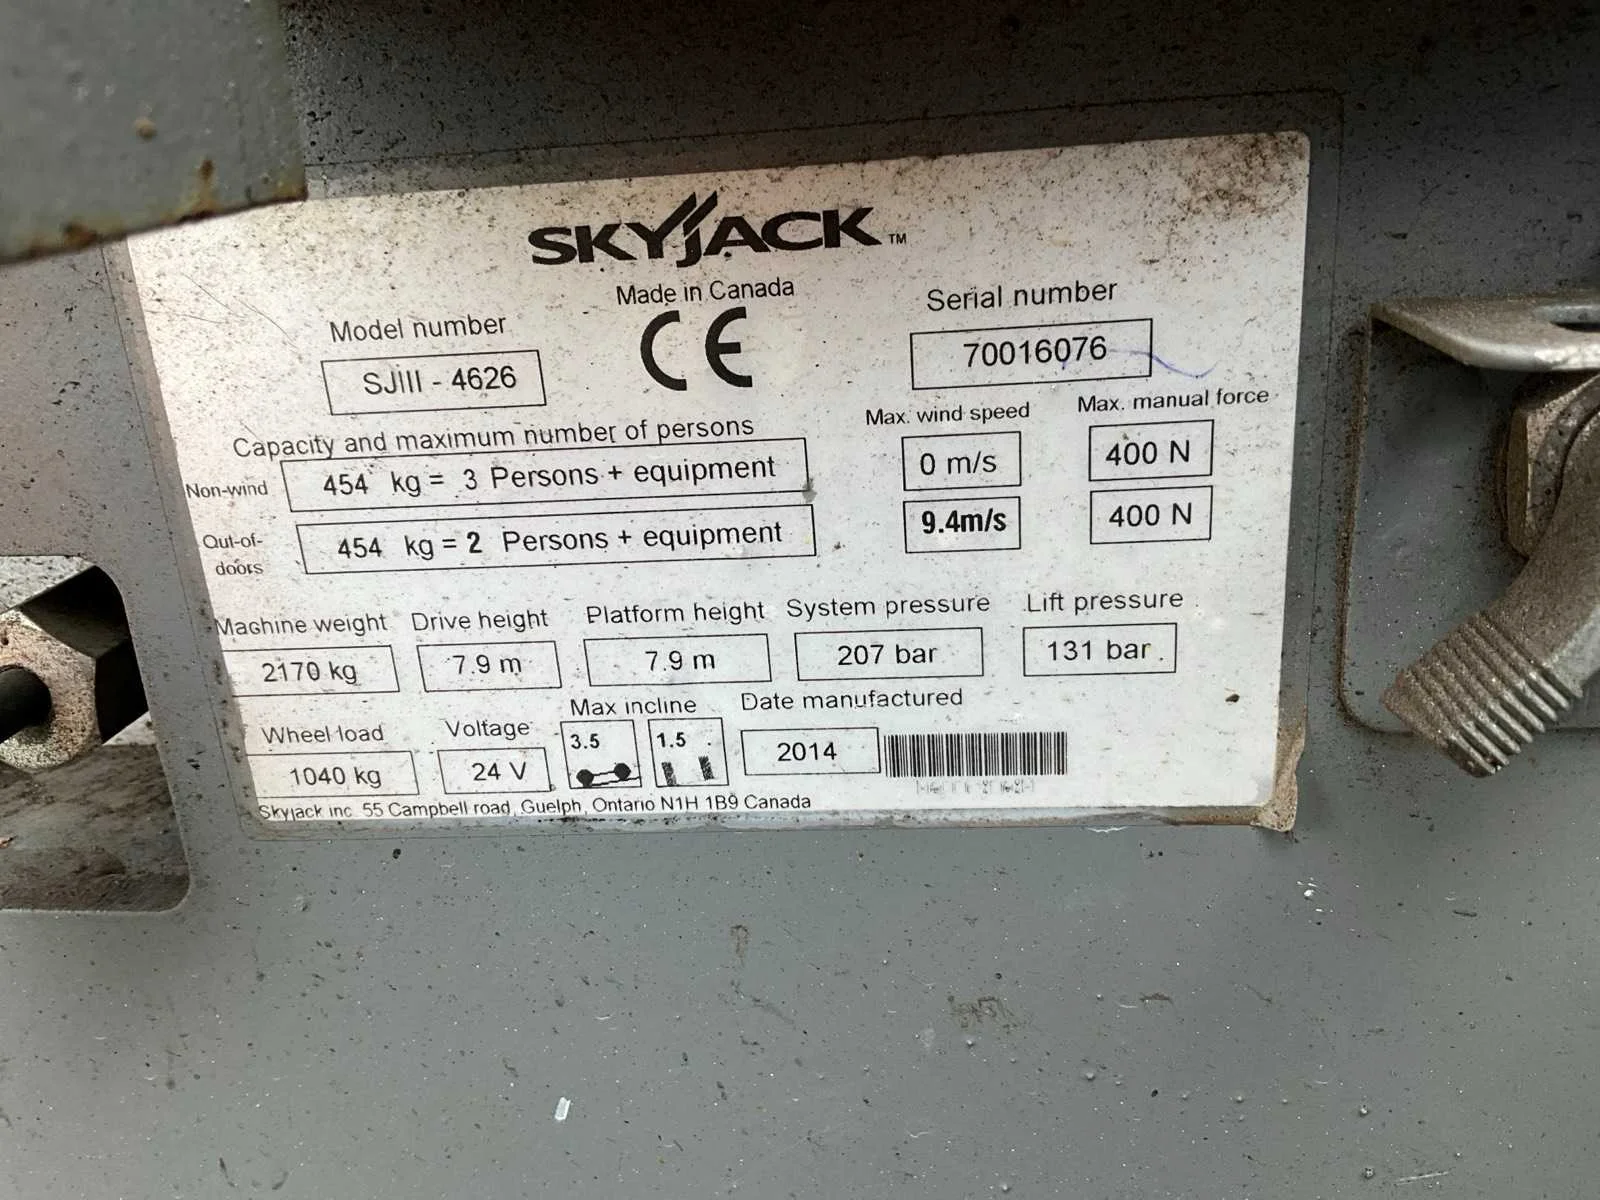 SKYJACK™
Made in Canada
CE
Model number
SJIII - 4626
Serial number
70016076
Capacity and maximum number of persons
Max. wind speed
Max. manual force
Non-wind
454 kg = 3 Persons + equipment
0 m/s
400 N
Out-of-
doors
454 kg = 2 Persons + equipment
9.4m/s
400 N
Machine weight
Drive height
Platform height
System pressure
Lift pressure
2170 kg
7.9 m
7.9 m
207 bar
131 bar
Wheel load
Voltage
Max incline
Date manufactured
1040 kg
24 V
3.5
1.5
2014
Skyjack inc. 55 Campbell road, Guelph, Ontario N1H 1B9 Canada